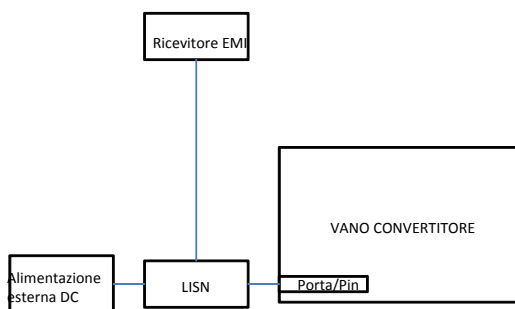 Ricevitore EMI
VANO CONVERTITORE
Alimentazione
esterna DC
LISN
Porta/Pin